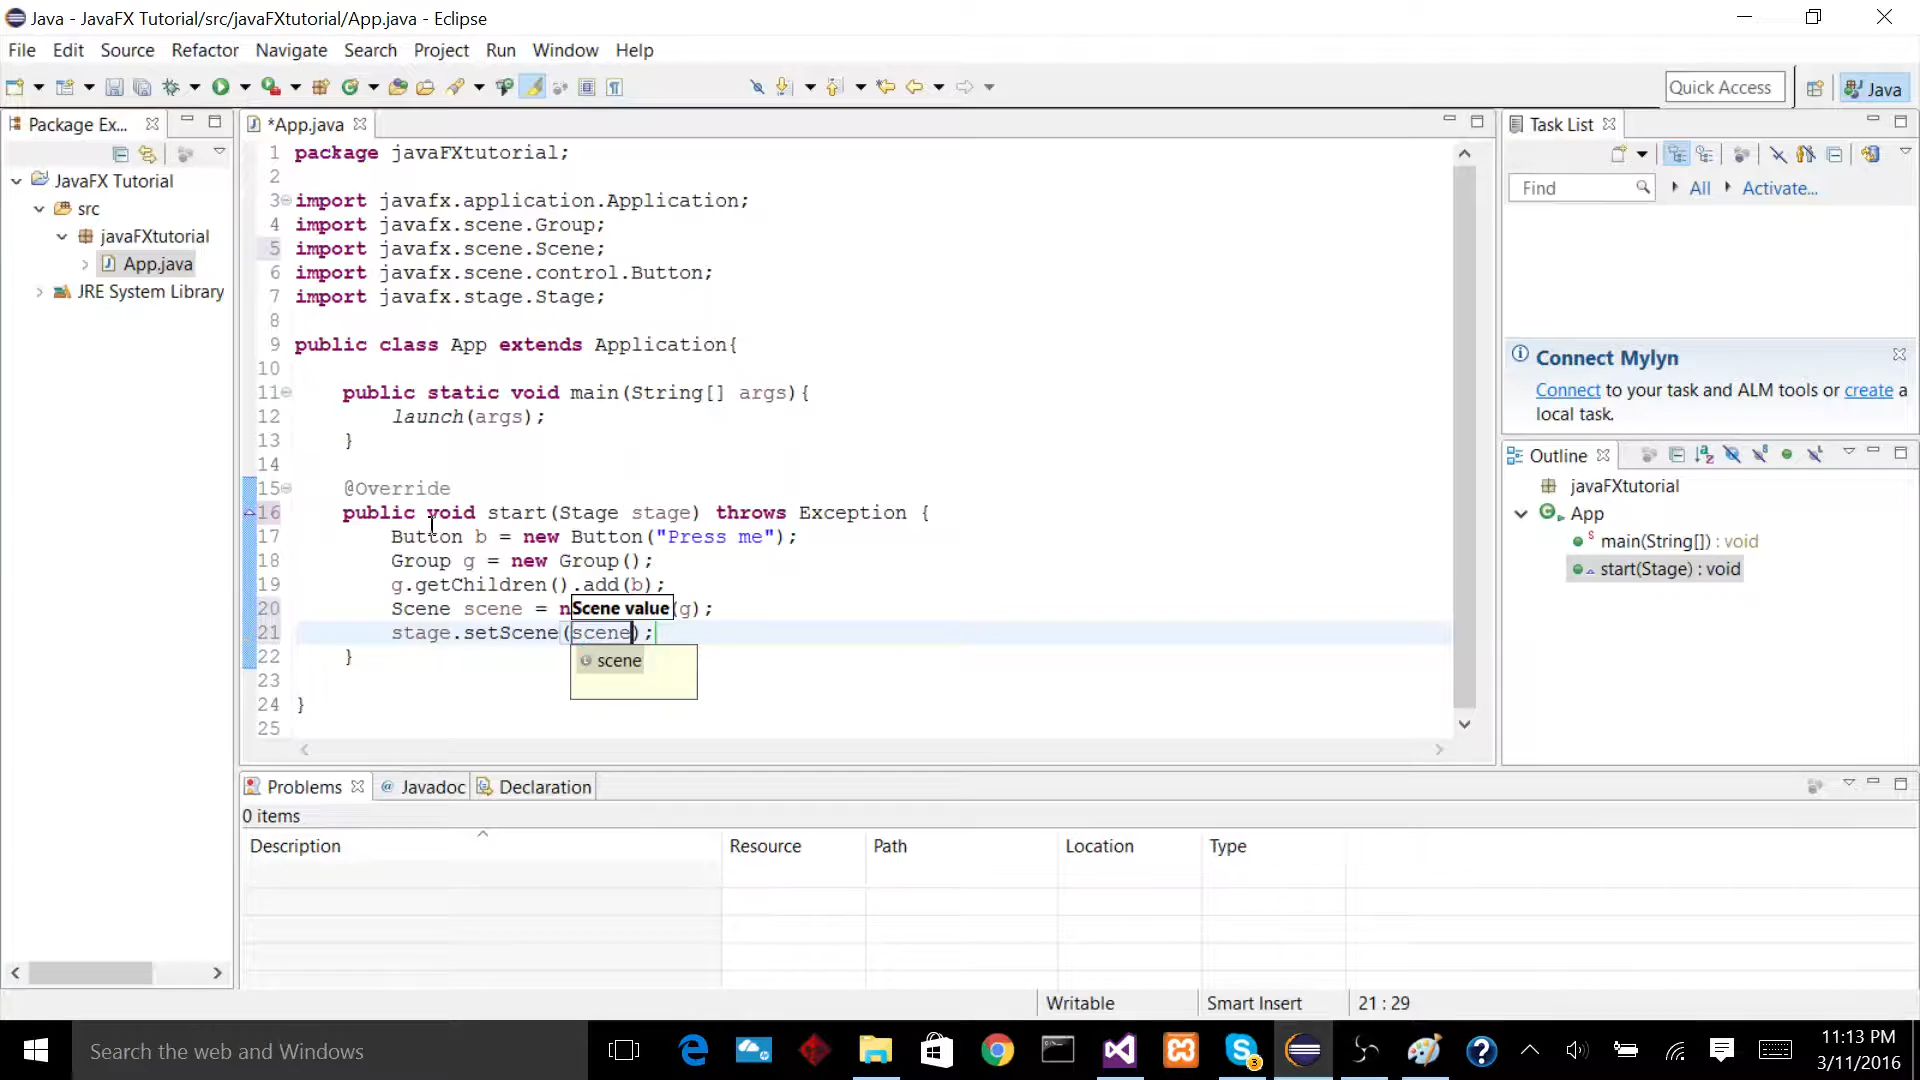 Java - JavaFX Tutorial/src/javaFXtutorial/App.java - Eclipse
File Edit Source Refactor Navigate Search Project Run Window Help
Quick Access
Java
Package Ex...
*App.java
Task List
JavaFX Tutorial
src
javaFXtutorial
App.java
JRE System Library
1 package javaFXtutorial;
2
3 import javafx.application.Application;
4 import javafx.scene.Group;
5 import javafx.scene.Scene;
6 import javafx.scene.control.Button;
7 import javafx.stage.Stage;
8
9 public class App extends Application{
10
11 public static void main(String[] args){
12 launch(args);
13 }
14
15 @Override
16 public void start(Stage stage) throws Exception {
17 Button b = new Button("Press me");
18 Group g = new Group();
19 g.getChildren().add(b);
20 Scene scene = n
Scene value
(g);
21 stage.setScene(scene);
scene
22 }
23
24 }
25
Find
All
Activate...
Connect Mylyn
Connect to your task and ALM tools or create a
local task.
Outline
javaFXtutorial
App
main(String[]) : void
start(Stage) : void
Problems
@ Javadoc
Declaration
0 items
Description Resource Path Location Type
Writable Smart Insert 21 : 29
Search the web and Windows
3
11:13 PM
3/11/2016